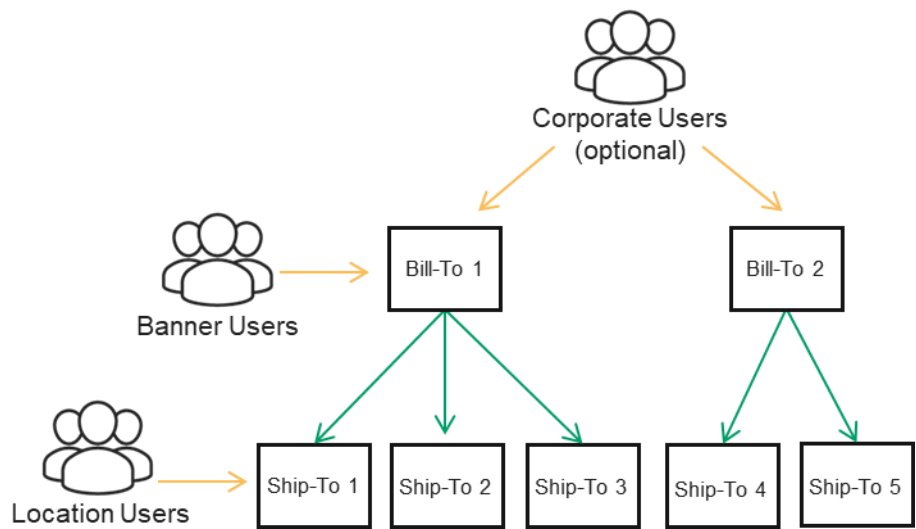 Corporate Users
(optional)
Bill-To 1
Bill-To 2
Banner Users
Ship-To 1
Ship-To 2
Ship-To 3
Ship-To 4
Ship-To 5
Location Users